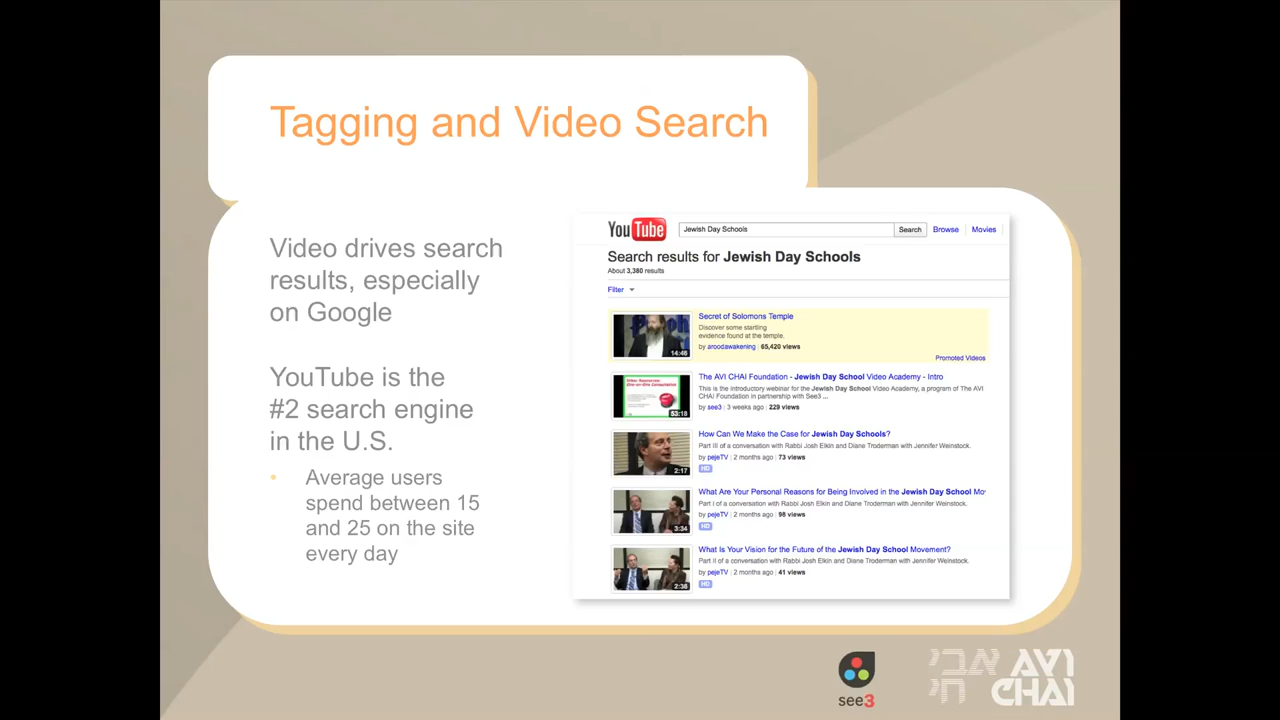 Tagging and Video Search
Video drives search
results, especially
on Google
YouTube is the
#2 search engine
in the U.S.
• Average users
spend between 15
and 25 on the site
every day
YouTube
Jewish Day Schools
Search
Browse
Movies
Search results for Jewish Day Schools
About 3,380 results
Filter
14:46
Secret of Solomons Temple
Discover some startling
evidence found at the temple.
by aroodawakening 65,420 views
Promoted Videos
53:18
The AVI CHAI Foundation - Jewish Day School Video Academy - Intro
This is the introductory webinar for the Jewish Day School Video Academy, a program of The AVI
CHAI Foundation in partnership with See3 ...
by see3 3 weeks ago 229 views
2:17
How Can We Make the Case for Jewish Day Schools?
Part III of a conversation with Rabbi Josh Elkin and Diane Troderman with Jennifer Weinstock.
by pejeTV 2 months ago 73 views
HD
3:34
What Are Your Personal Reasons for Being Involved in the Jewish Day School Mo
Part I of a conversation with Rabbi Josh Elkin and Diane Troderman with Jennifer Weinstock.
by pejeTV 2 months ago 98 views
HD
2:38
What Is Your Vision for the Future of the Jewish Day School Movement?
Part II of a conversation with Rabbi Josh Elkin and Diane Troderman with Jennifer Weinstock.
by pejeTV 2 months ago 41 views
HD
see3
אבי
חי
AVI
CHAI